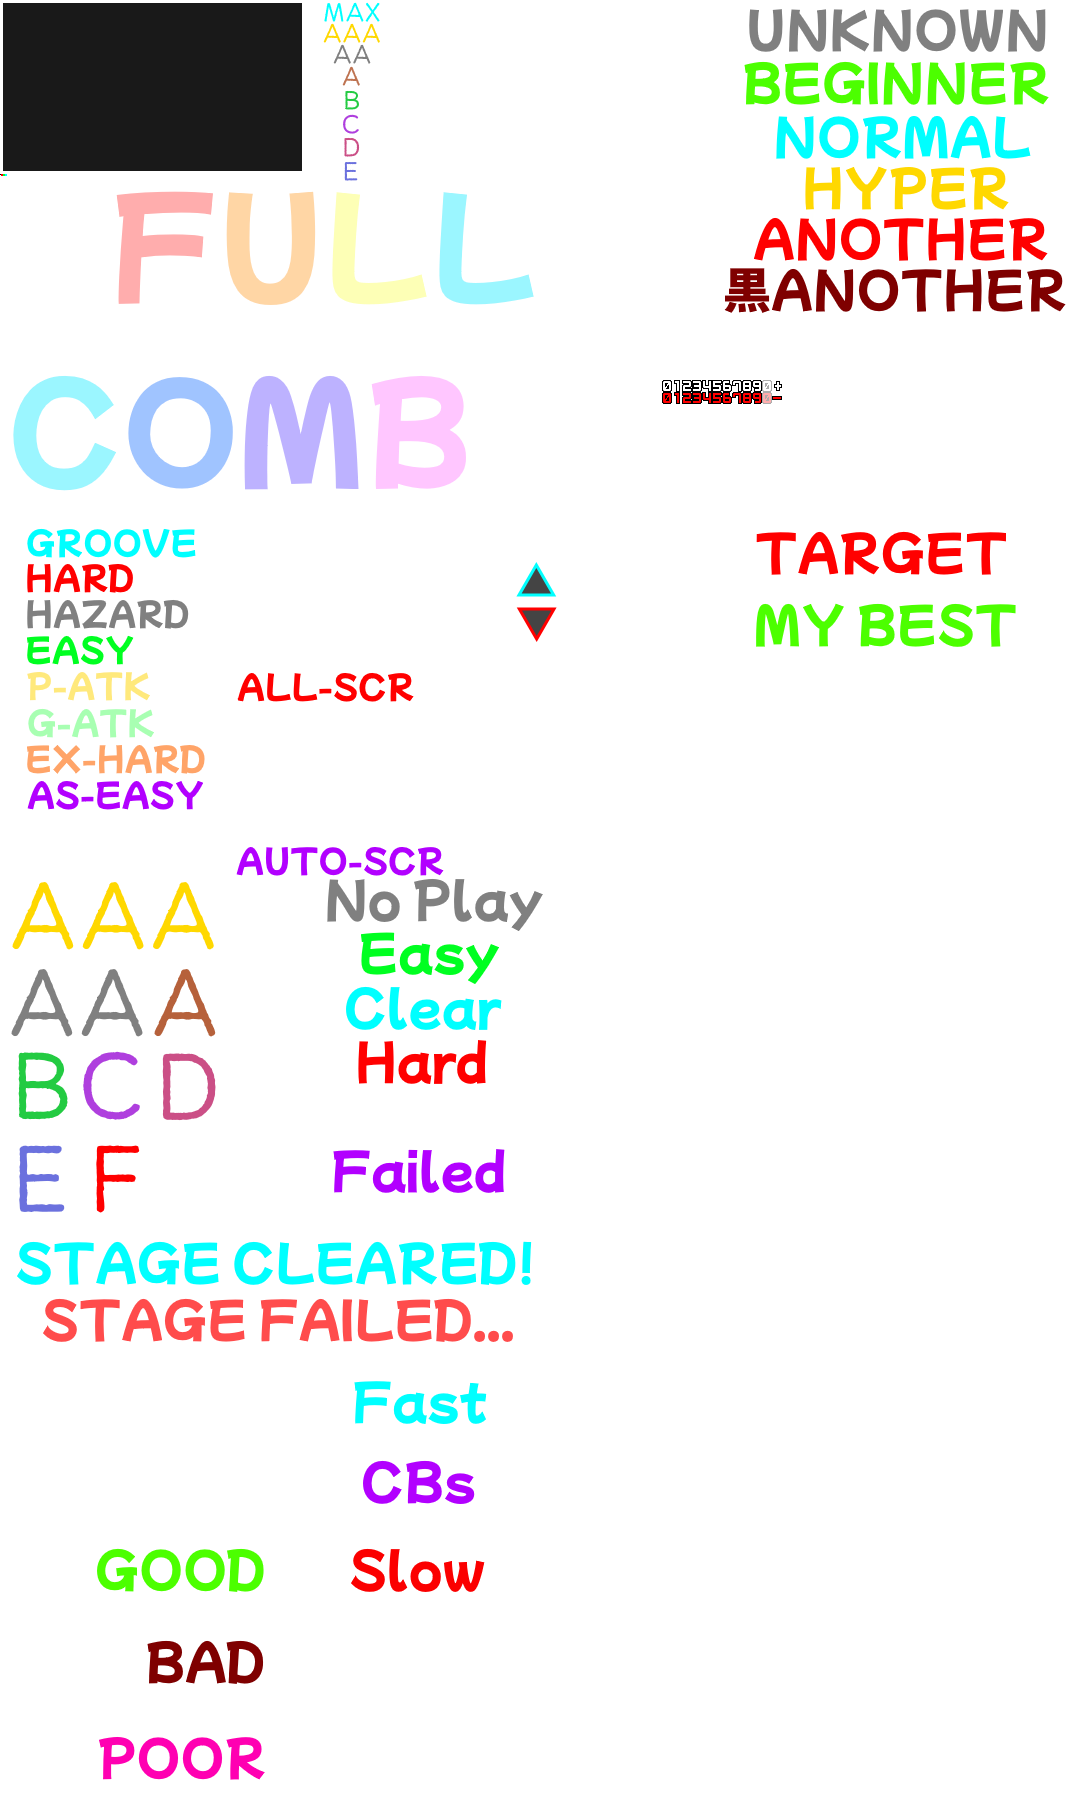 MAX
AAA
AA
A
B
C
D
E
UNKNOWN
BEGINNER
NORMAL
HYPER
ANOTHER
黒ANOTHER
FULL
COMB
01234567890+
01234567890-
GROOVE
HARD
HAZARD
EASY
P-ATK
G-ATK
EX-HARD
AS-EASY
ALL-SCR
AUTO-SCR
TARGET
MY BEST
AAA
AAA
BCD
EF
No Play
Easy
Clear
Hard
Failed
STAGE CLEARED!
STAGE FAILED...
Fast
CBs
Slow
GOOD
BAD
POOR